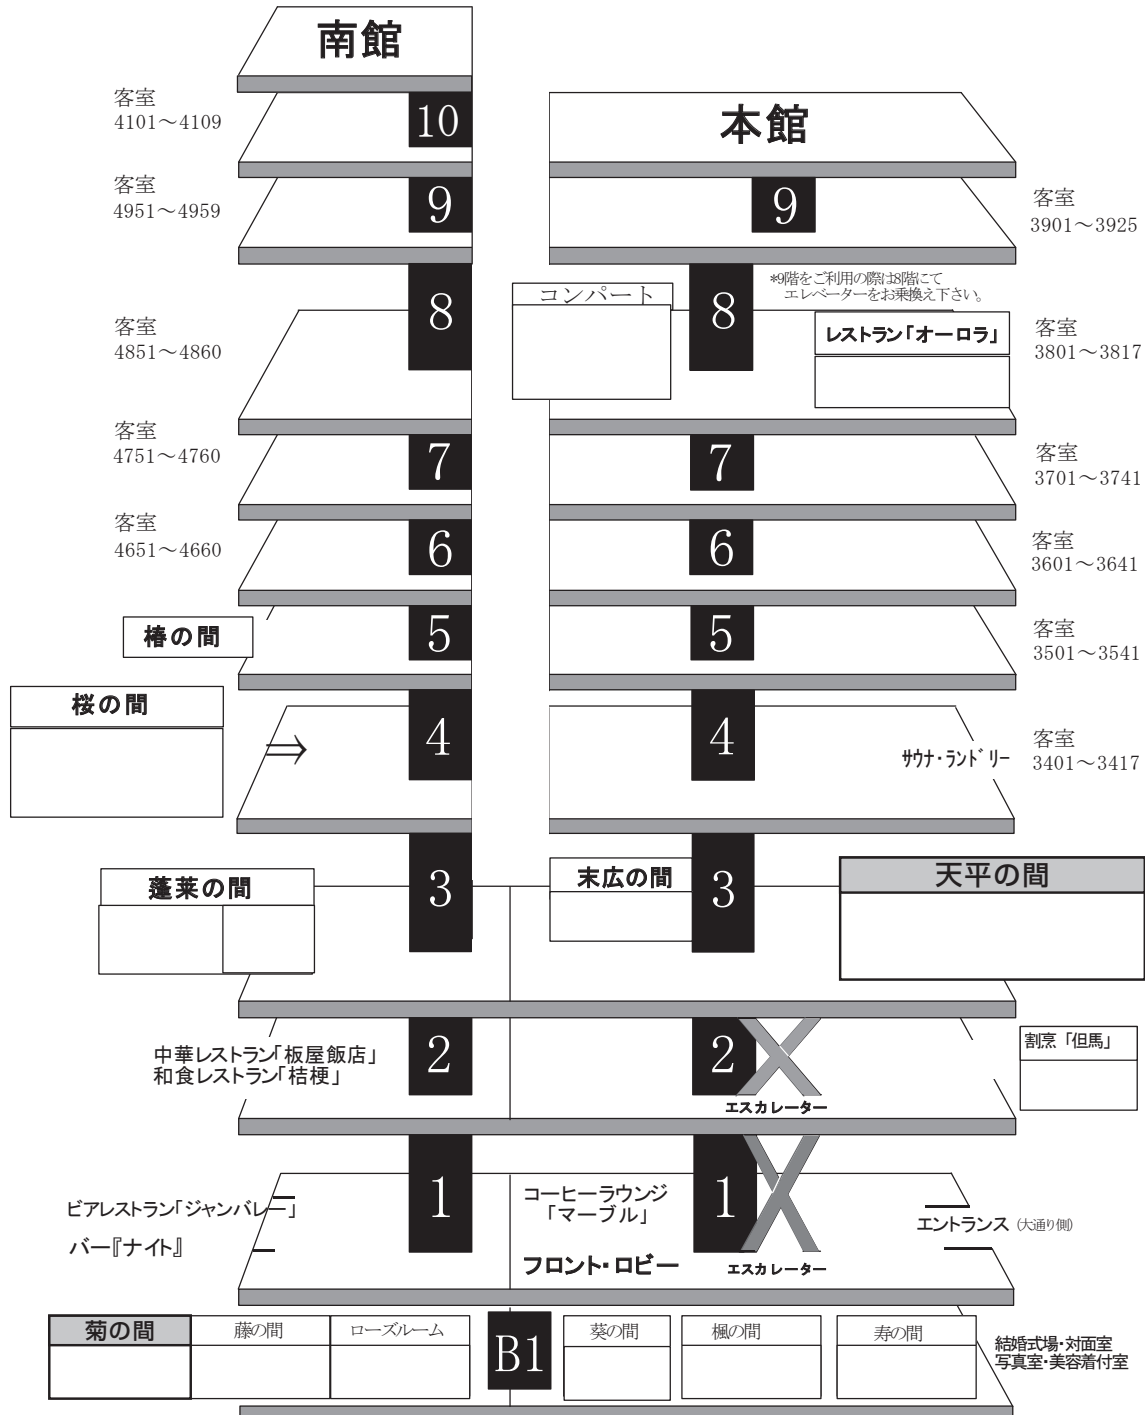 南館
本館
客室
4101～4109
10
客室
4951～4959
9
9
客室
3901～3925
*9階をご利用の際は8階にて
エレベーターをお乗換え下さい。
客室
4851～4860
8
コンパート
8
レストラン「オーロラ」
客室
3801～3817
客室
4751～4760
7
7
客室
3701～3741
客室
4651～4660
6
6
客室
3601～3641
椿の間
5
5
客室
3501～3541
桜の間
⇒
4
4
サウナ・ランドリー
客室
3401～3417
蓬莱の間
3
末広の間
3
天平の間
中華レストラン「板屋飯店」
和食レストラン「桔梗」
2
2
エスカレーター
割烹「但馬」
ビアレストラン「ジャンバレー」
バー『ナイト』
1
コーヒーラウンジ
「マーブル」
フロント・ロビー
1
エスカレーター
エントランス (大通り側)
菊の間
藤の間
ローズルーム
B1
葵の間
楓の間
寿の間
結婚式場・対面室
写真室・美容着付室